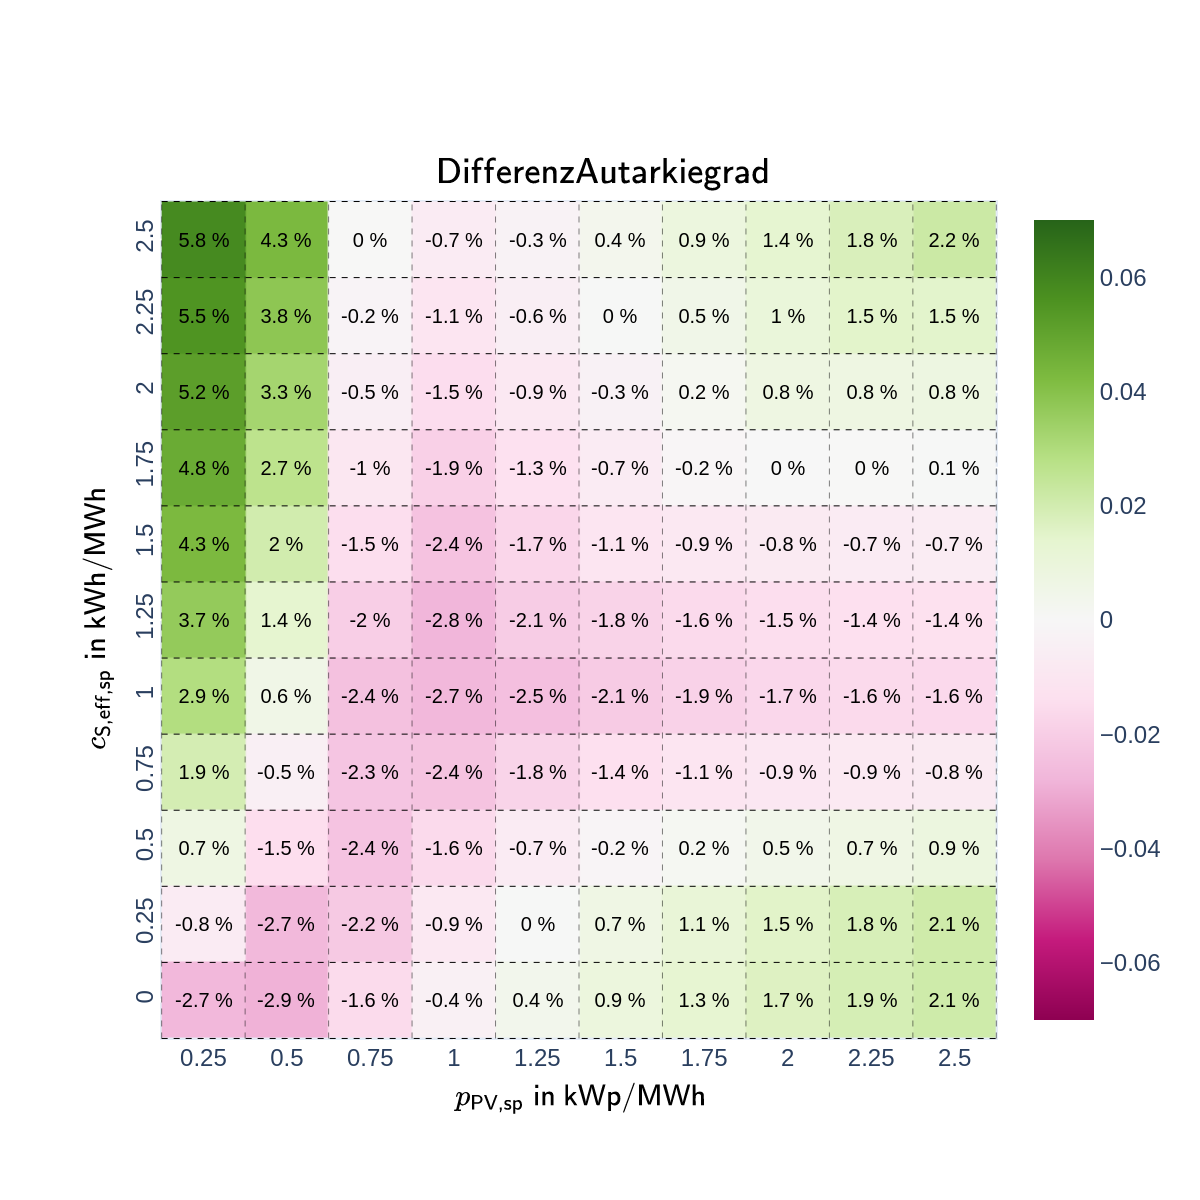 DifferenzAutarkiegrad
2.5 5.8 % 4.3 % 0 % -0.7 % -0.3 % 0.4 % 0.9 % 1.4 % 1.8 % 2.2 %
2.25 5.5 % 3.8 % -0.2 % -1.1 % -0.6 % 0 % 0.5 % 1 % 1.5 % 1.5 %
2 5.2 % 3.3 % -0.5 % -1.5 % -0.9 % -0.3 % 0.2 % 0.8 % 0.8 % 0.8 %
1.75 4.8 % 2.7 % -1 % -1.9 % -1.3 % -0.7 % -0.2 % 0 % 0 % 0.1 %
1.5 4.3 % 2 % -1.5 % -2.4 % -1.7 % -1.1 % -0.9 % -0.8 % -0.7 % -0.7 %
1.25 3.7 % 1.4 % -2 % -2.8 % -2.1 % -1.8 % -1.6 % -1.5 % -1.4 % -1.4 %
1 2.9 % 0.6 % -2.4 % -2.7 % -2.5 % -2.1 % -1.9 % -1.7 % -1.6 % -1.6 %
0.75 1.9 % -0.5 % -2.3 % -2.4 % -1.8 % -1.4 % -1.1 % -0.9 % -0.9 % -0.8 %
0.5 0.7 % -1.5 % -2.4 % -1.6 % -0.7 % -0.2 % 0.2 % 0.5 % 0.7 % 0.9 %
0.25 -0.8 % -2.7 % -2.2 % -0.9 % 0 % 0.7 % 1.1 % 1.5 % 1.8 % 2.1 %
0 -2.7 % -2.9 % -1.6 % -0.4 % 0.4 % 0.9 % 1.3 % 1.7 % 1.9 % 2.1 %
0.25 0.5 0.75 1 1.25 1.5 1.75 2 2.25 2.5
p PV,sp in kWp/MWh
c S,eff,sp in kWh/MWh
0.06
0.04
0.02
0
−0.02
−0.04
−0.06